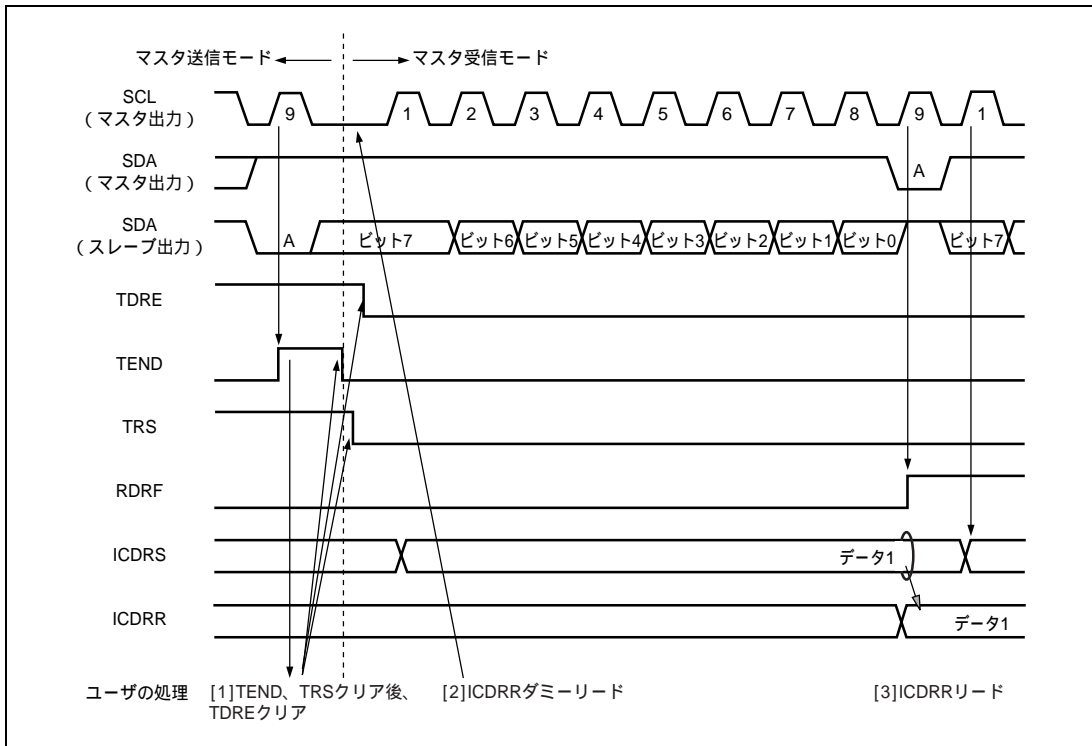 マスタ送信モード マスタ受信モード
SCL
(マスタ出力)
9 1 2 3 4 5 6 7 8 9 1
SDA
(マスタ出力)
A
SDA
(スレーブ出力)
A ビット7 ビット6 ビット5 ビット4 ビット3 ビット2 ビット1 ビット0 ビット7
TDRE
TEND
TRS
RDRF
ICDRS
データ1
ICDRR
データ1
ユーザの処理 [1]TEND、TRSクリア後、 [2]ICDRRダミーリード [3]ICDRRリード
TDREクリア